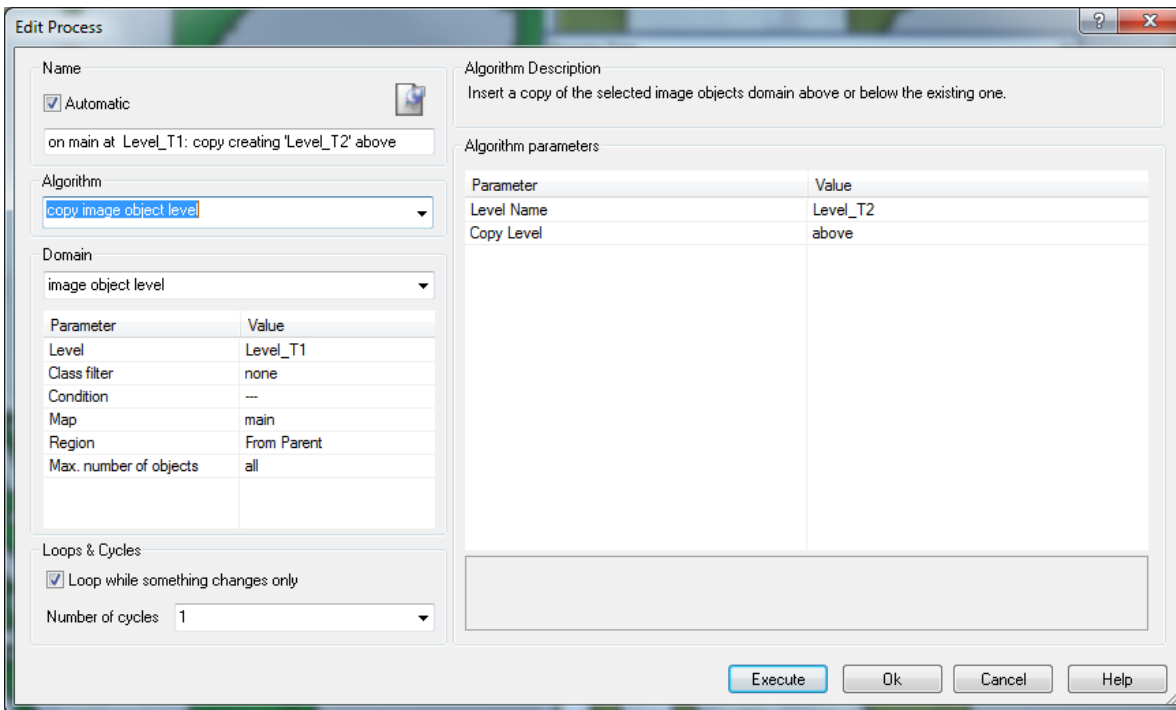 Edit Process
Name
Automatic
on main at Level_T1: copy creating 'Level_T2' above
Algorithm
copy image object level
Domain
image object level
Parameter Value
Level Level_T1
Class filter none
Condition ---
Map main
Region From Parent
Max. number of objects all
Loops & Cycles
Loop while something changes only
Number of cycles 1
Algorithm Description
Insert a copy of the selected image objects domain above or below the existing one.
Algorithm parameters
Parameter Value
Level Name Level_T2
Copy Level above
Execute Ok Cancel Help